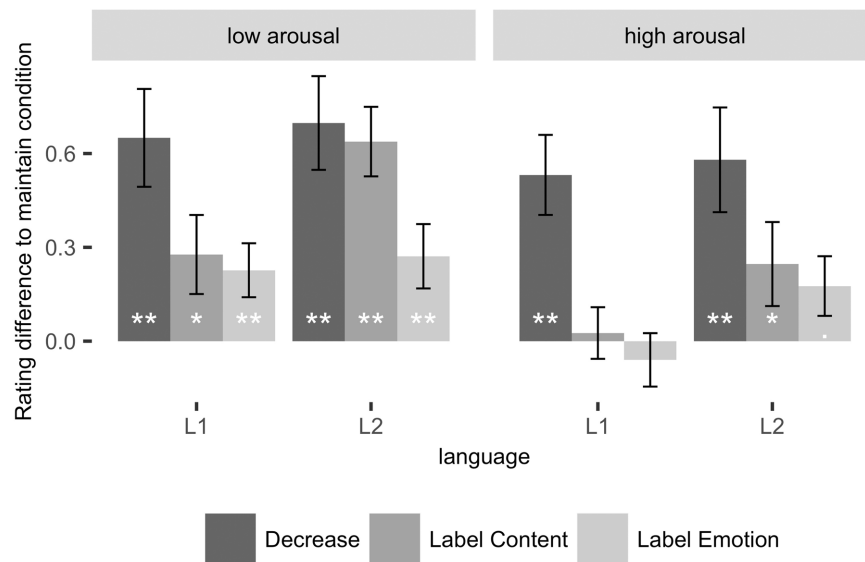 low arousal
high arousal
Rating difference to maintain condition
0.6
0.3
0.0
** * ** ** ** ** ** ** * .
L1 L2 L1 L2
language
Decrease Label Content Label Emotion